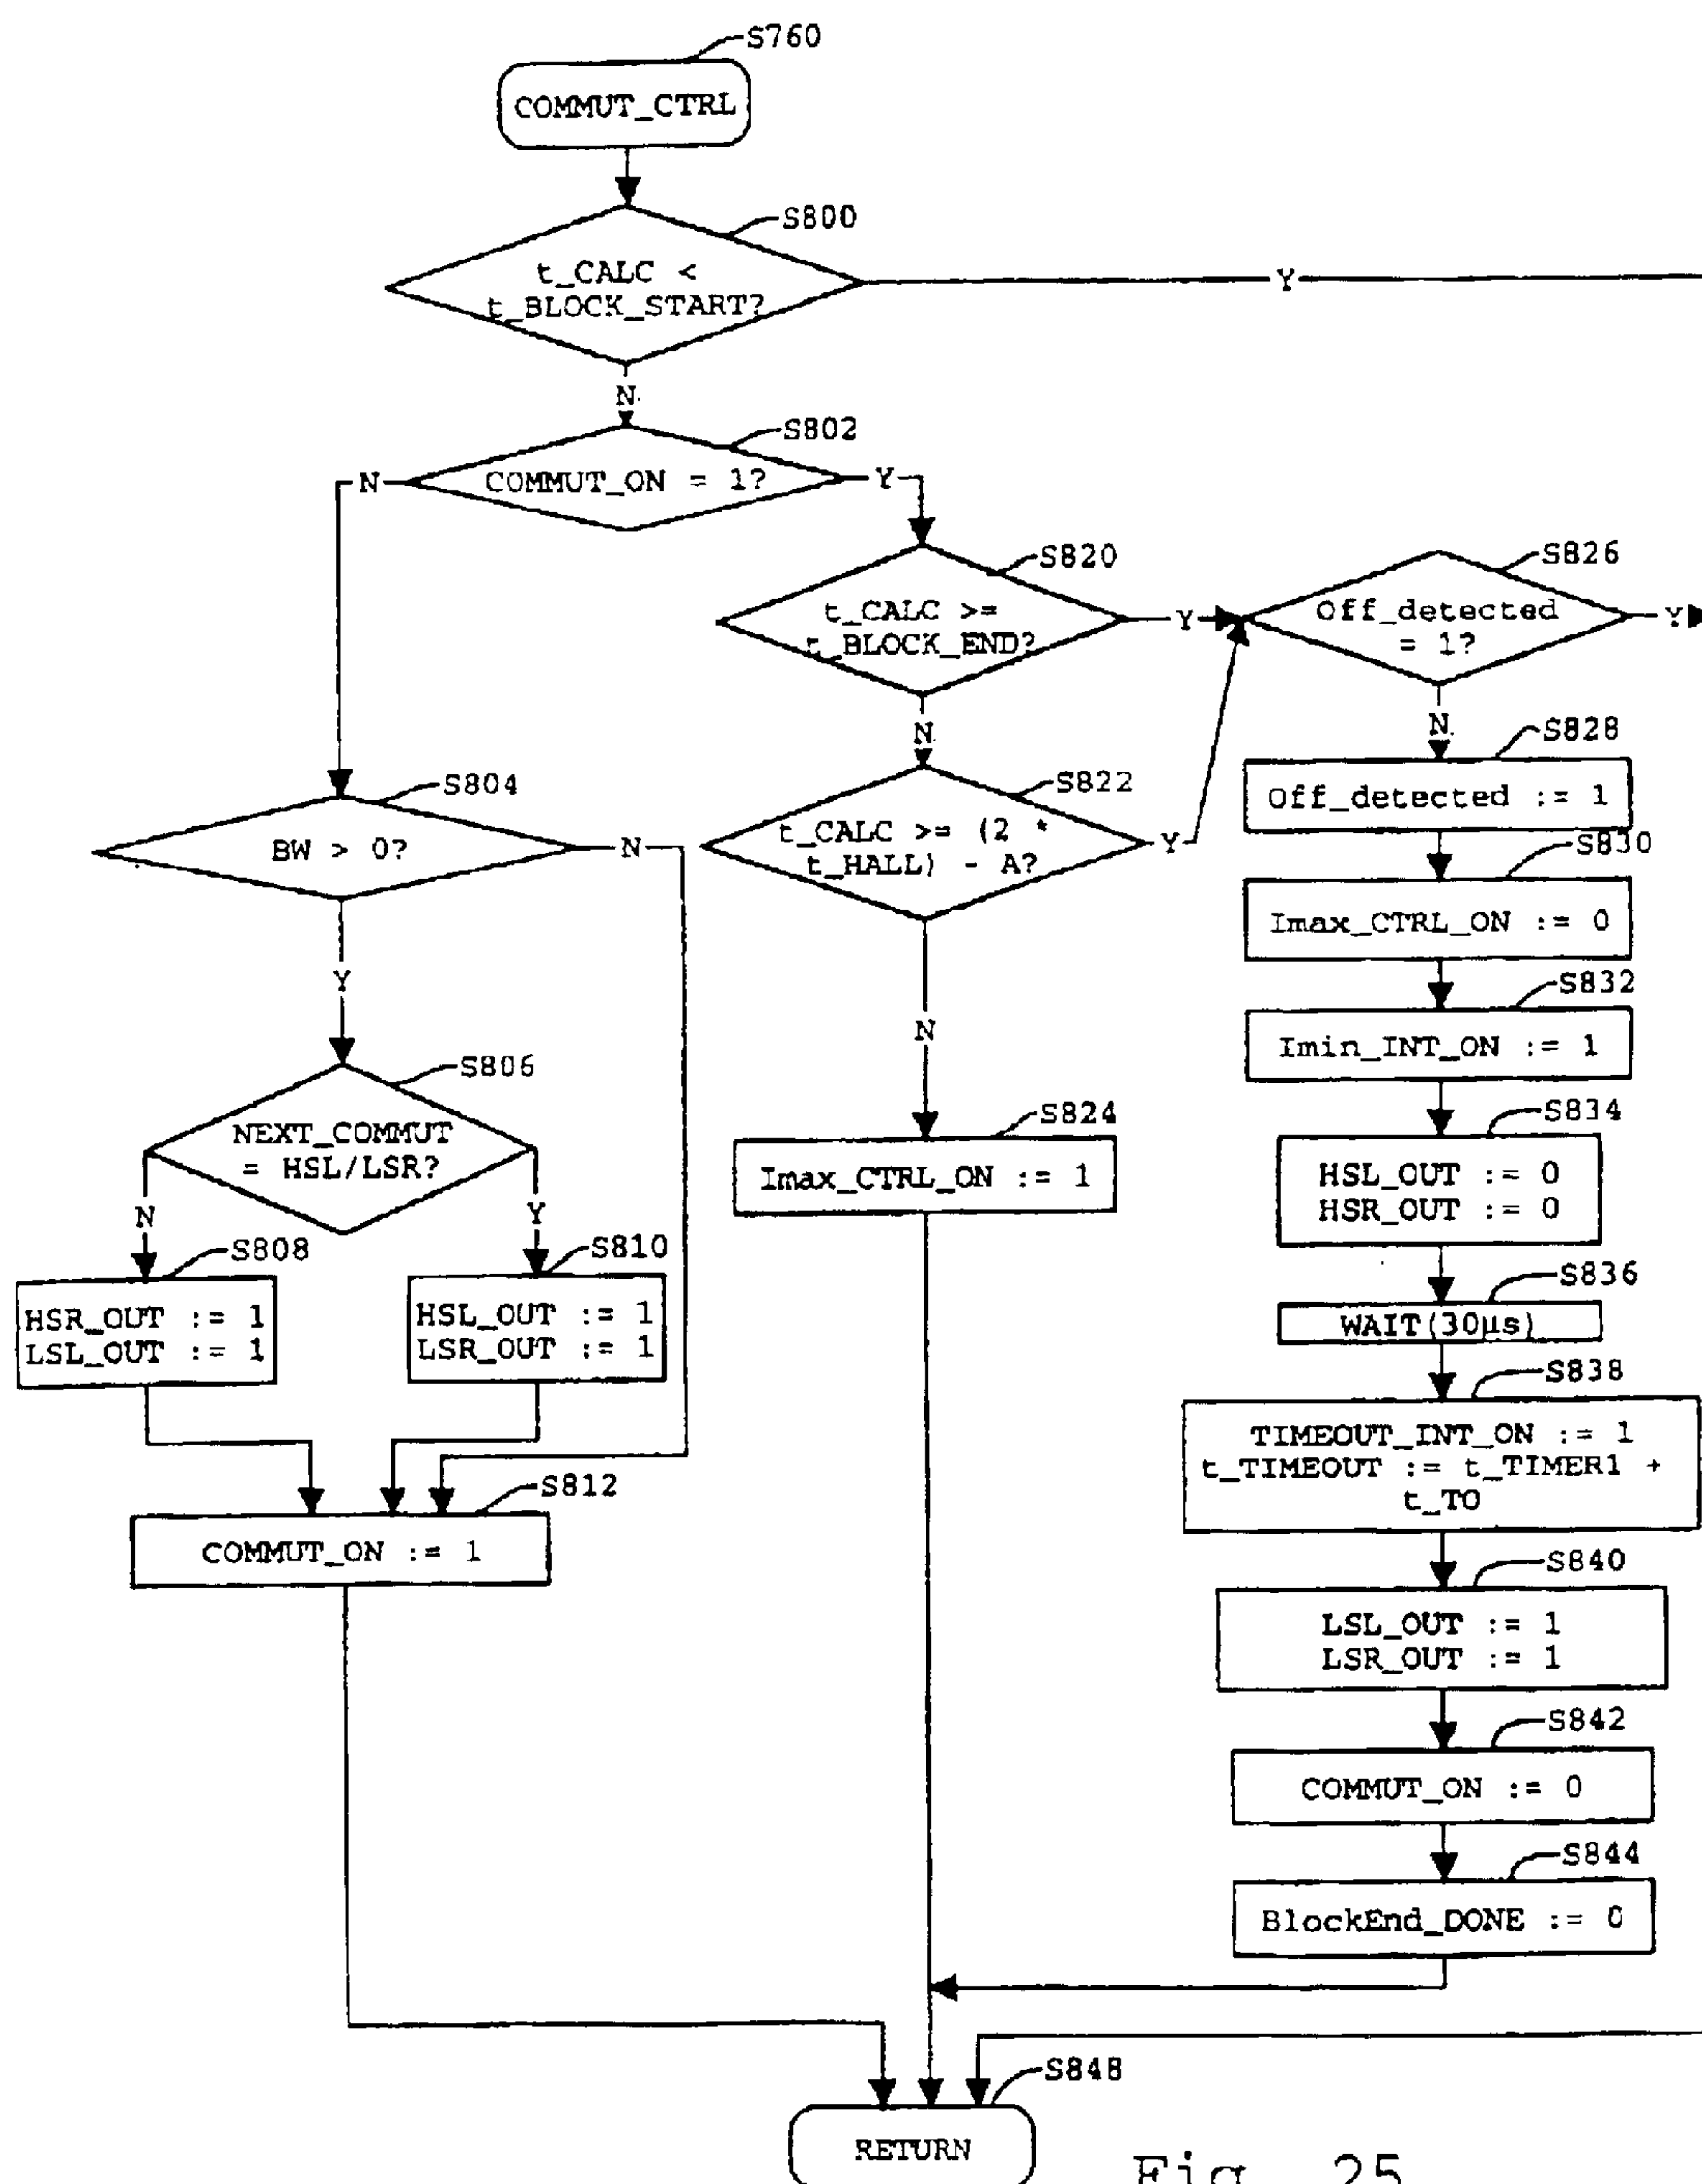 S760
COMMUT_CTRL
S800
t_CALC <
t_BLOCK_START?
Y
N
S802
COMMUT_ON = 1?
N
Y
S820
t_CALC >=
t_BLOCK_END?
Y
N
S826
Off_detected
= 1?
Y
N
S804
BW > 0?
N
Y
S822
t_CALC >= (2 *
t_HALL) - A?
Y
N
S828
Off_detected := 1
S830
Imax_CTRL_ON := 0
S832
Imin_INT_ON := 1
S806
NEXT_COMMUT
= HSL/LSR?
N
Y
S824
Imax_CTRL_ON := 1
S834
HSL_OUT := 0
HSR_OUT := 0
S808
HSR_OUT := 1
LSL_OUT := 1
S810
HSL_OUT := 1
LSR_OUT := 1
S836
WAIT(30µs)
S838
TIMEOUT_INT_ON := 1
t_TIMEOUT := t_TIMER1 +
t_TO
S812
COMMUT_ON := 1
S840
LSL_OUT := 1
LSR_OUT := 1
S842
COMMUT_ON := 0
S844
BlockEnd_DONE := 0
S848
RETURN
Fig. 25